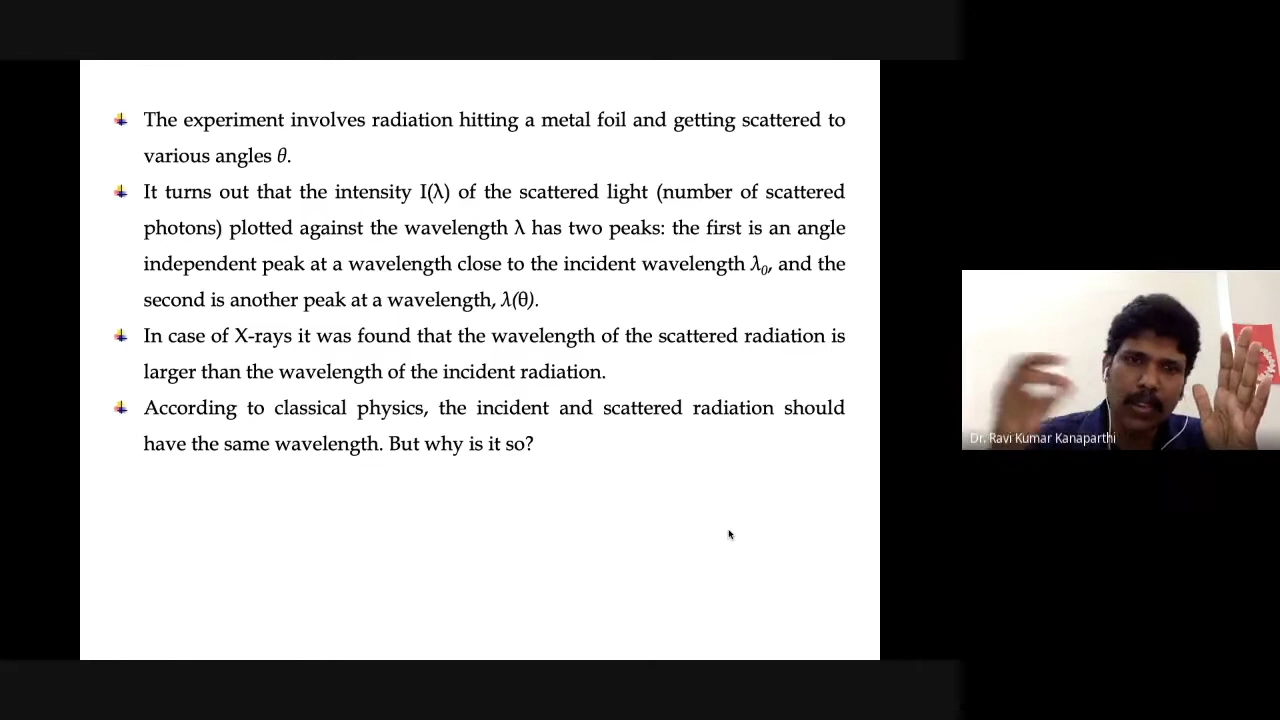 The experiment involves radiation hitting a metal foil and getting scattered to
various angles θ.
It turns out that the intensity I(λ) of the scattered light (number of scattered
photons) plotted against the wavelength λ has two peaks: the first is an angle
independent peak at a wavelength close to the incident wavelength λ₀, and the
second is another peak at a wavelength, λ(θ).
In case of X-rays it was found that the wavelength of the scattered radiation is
larger than the wavelength of the incident radiation.
According to classical physics, the incident and scattered radiation should
have the same wavelength. But why is it so?
Dr. Ravi Kumar Kanaparthi